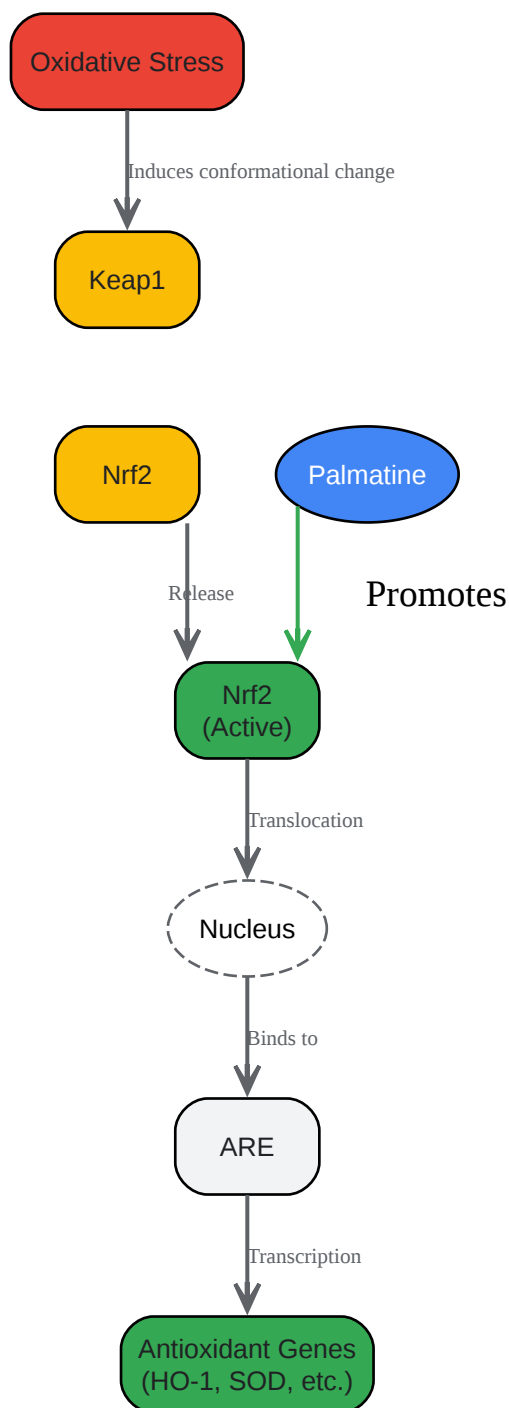 Oxidative Stress
Induces conformational change
Keap1
Nrf2
Palmatine
Release
Promotes
Nrf2
(Active)
Translocation
Nucleus
Binds to
ARE
Transcription
Antioxidant Genes
(HO-1, SOD, etc.)